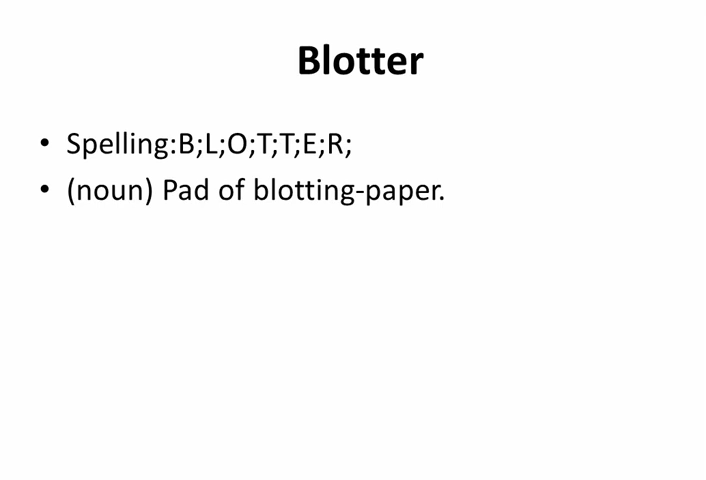 Blotter
• Spelling:B;L;O;T;T;E;R;
• (noun) Pad of blotting-paper.